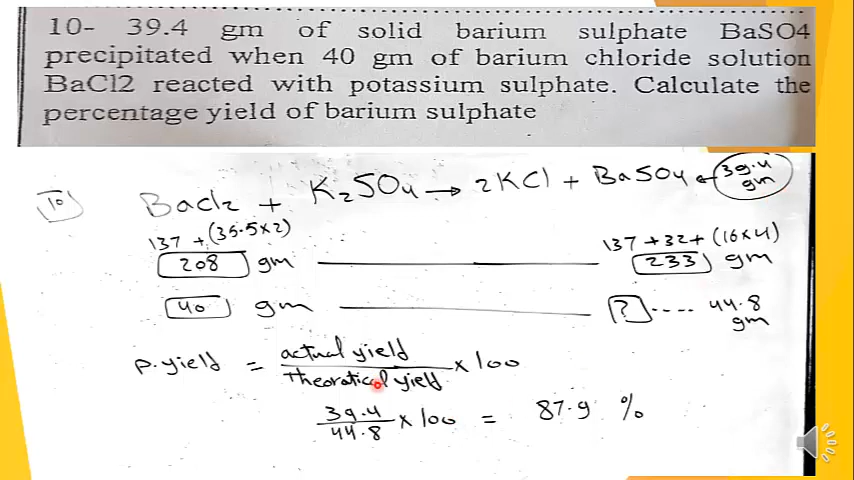 10- 39.4 gm of solid barium sulphate BaSO4
precipitated when 40 gm of barium chloride solution
BaCl2 reacted with potassium sulphate. Calculate the
percentage yield of barium sulphate
10
BaCl2 + K2SO4 → 2KCl + BaSO4 ← 39.4 gm
137 + (35.5×2) 137 +32+ (16×4)
208 gm 233 gm
40 gm ? .... 44.8 gm
p.yield = actual yield / theoratical yield × 100
39.4 / 44.8 × 100 = 87.9 %